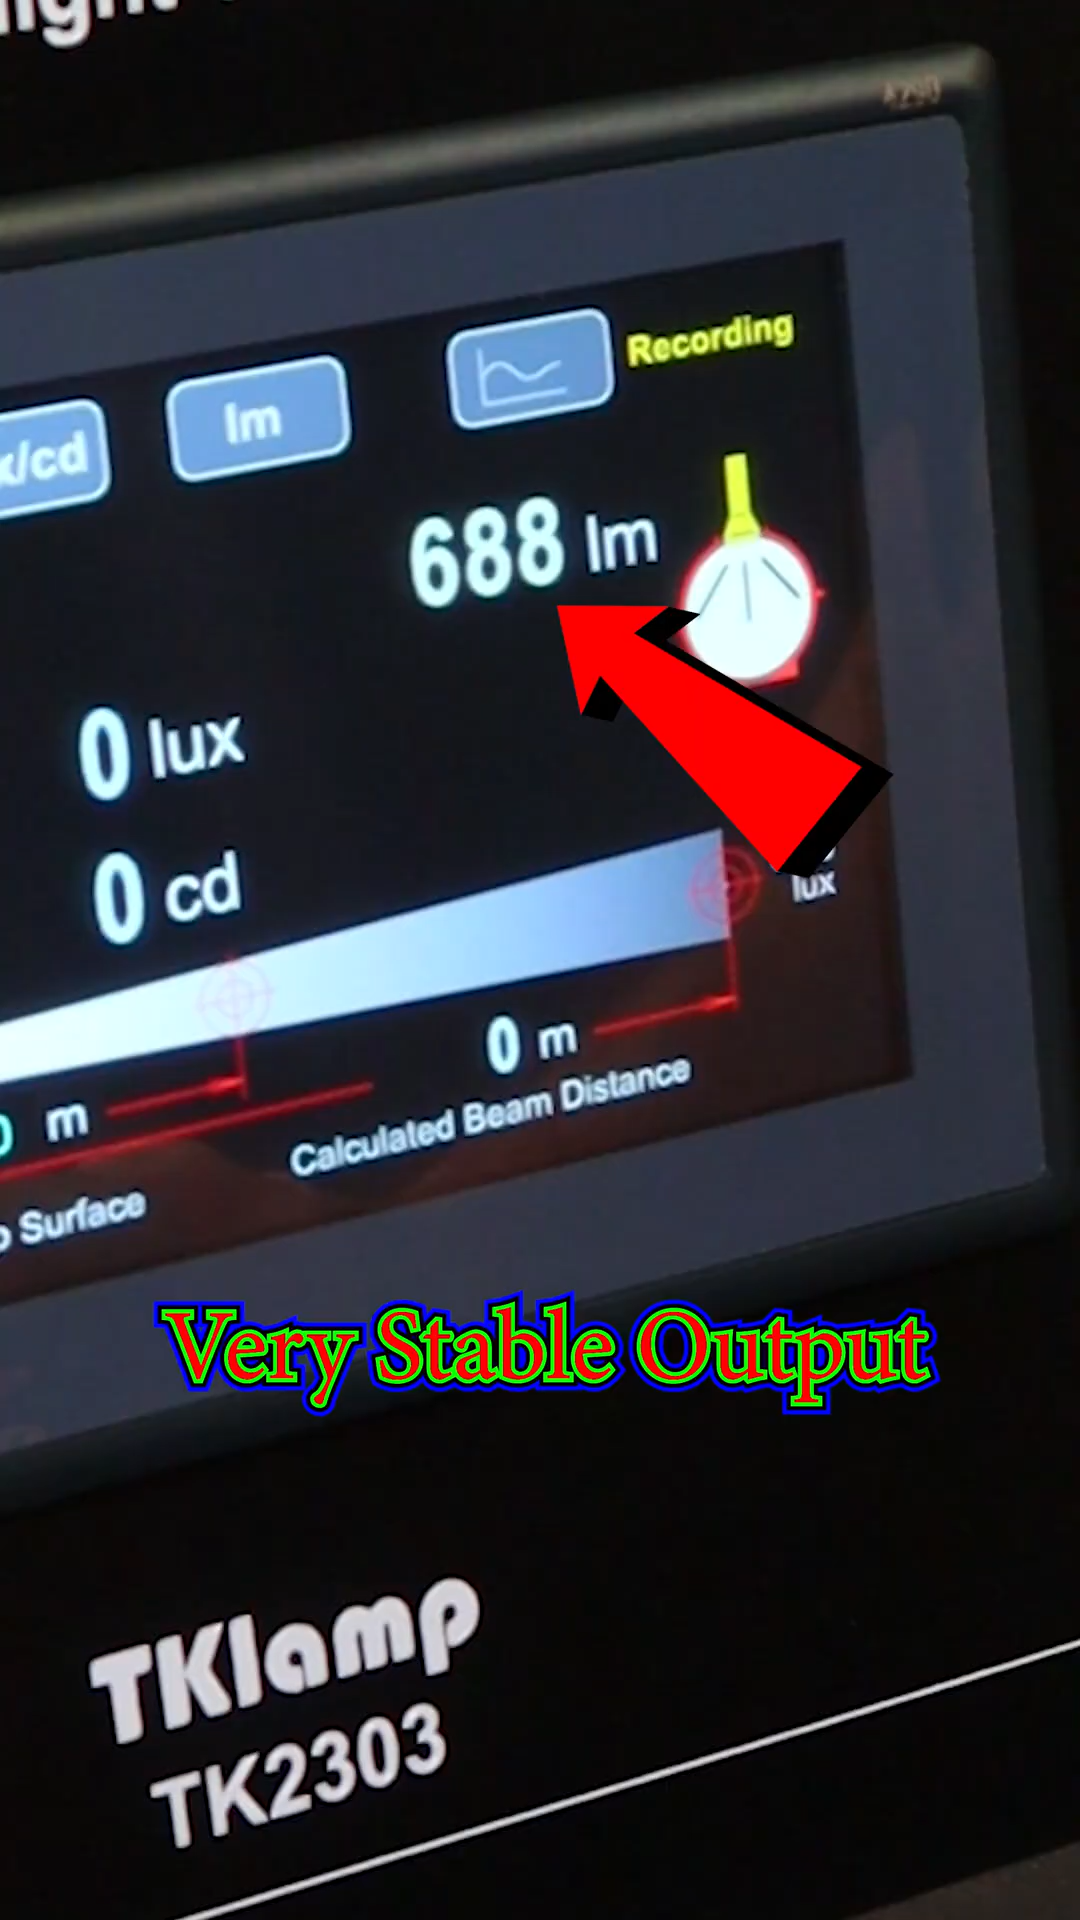 Recording
lm
688 lm
0 lux
0 cd
lux
0 m
m
Calculated Beam Distance
Surface
Very Stable Output
TKlamp
TK2303